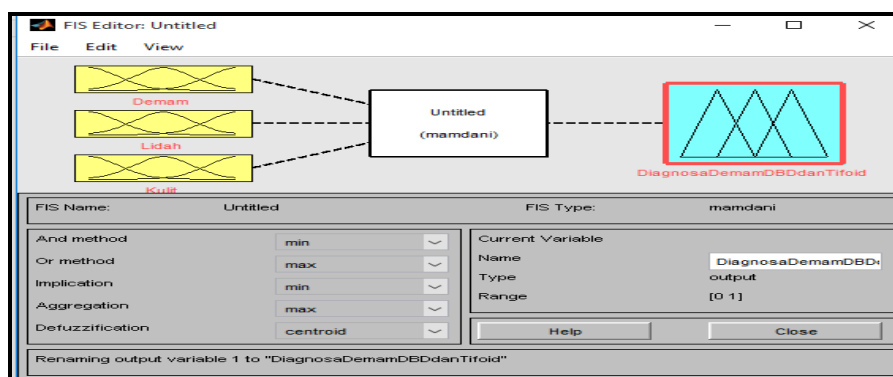 FIS Editor: Untitled
File Edit View
Demam
Lidah
Kulit
Untitled
(mamdani)
DiagnosaDemamDBDdanTifoid
FIS Name: Untitled FIS Type: mamdani
And method min
Or method max
Implication min
Aggregation max
Defuzzification centroid
Current Variable
Name DiagnosaDemamDBD
Type output
Range [0 1]
Help Close
Renaming output variable 1 to "DiagnosaDemamDBDdanTifoid"